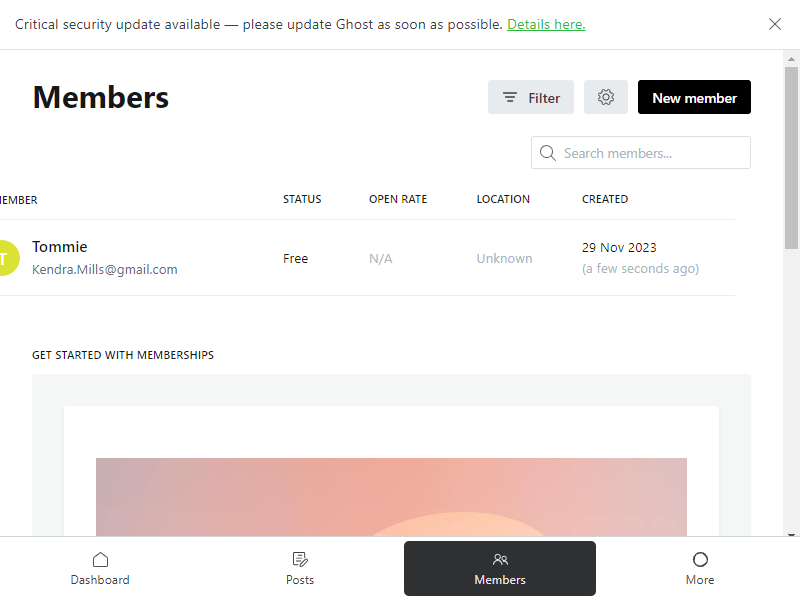 Critical security update available — please update Ghost as soon as possible. Details here.
Members
Filter
New member
Search members...
EMBER STATUS OPEN RATE LOCATION CREATED
T
Tommie
Kendra.Mills@gmail.com
Free
N/A
Unknown
29 Nov 2023
(a few seconds ago)
GET STARTED WITH MEMBERSHIPS
Dashboard
Posts
Members
More